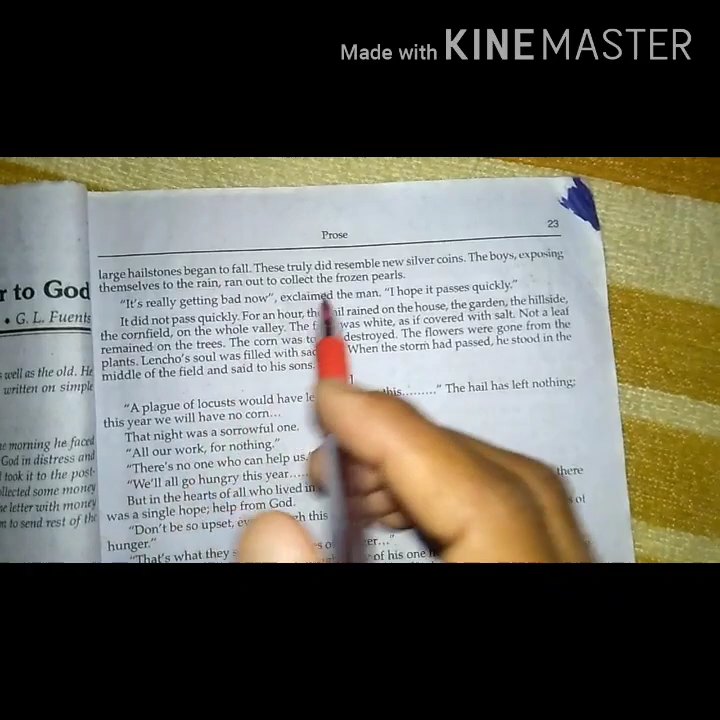 Made with KINEMASTER
r to God
• G. L. Fuents
s well as the old. He
written on simple
e morning he faced
God in distress and
took it to the post-
llected some money
e letter with money
n to send rest of the
Prose
23
large hailstones began to fall. These truly did resemble new silver coins. The boys, exposing
themselves to the rain, ran out to collect the frozen pearls.
"It's really getting bad now", exclaimed the man. "I hope it passes quickly."
It did not pass quickly. For an hour, the hail rained on the house, the garden, the hillside,
the cornfield, on the whole valley. The was white, as if covered with salt. Not a leaf
remained on the trees. The corn was destroyed. The flowers were gone from the
plants. Lencho's soul was filled with When the storm had passed, he stood in the
middle of the field and said to his sons.
"A plague of locusts would have this........." The hail has left nothing;
this year we will have no corn...
That night was a sorrowful one.
"All our work, for nothing."
"There's no one who can help us
"We'll all go hungry this year....
But in the hearts of all who lived in there
was a single hope; help from God.
"Don't be so upset, this of
hunger."
"That's what they of his one